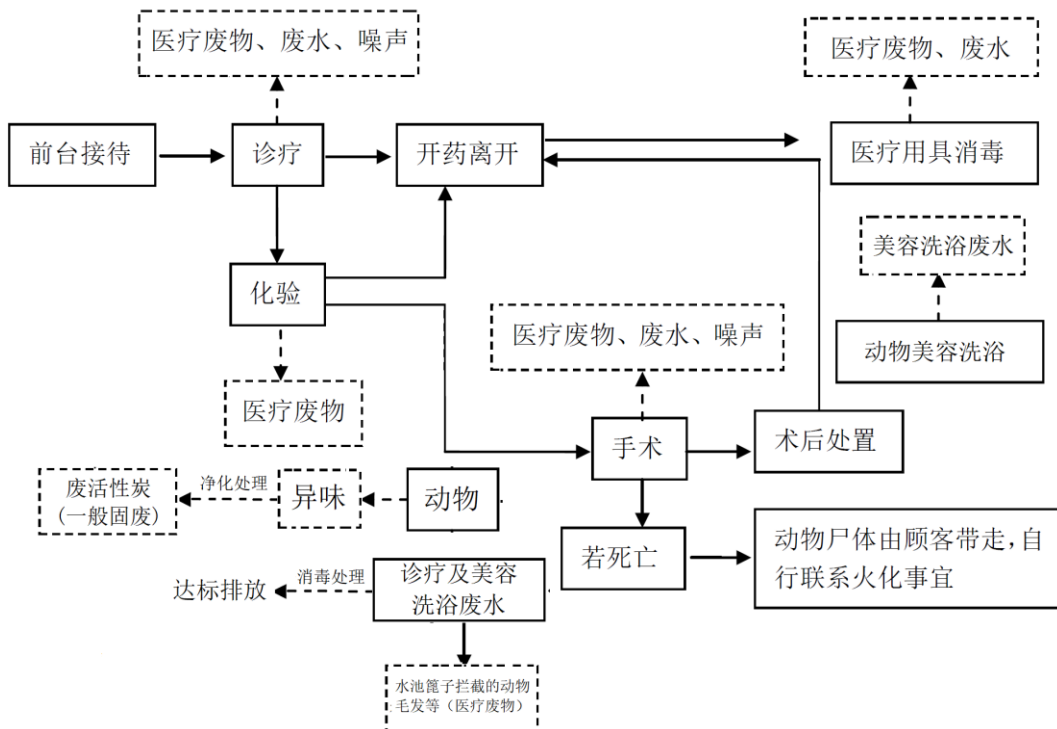 医疗废物、废水、噪声
医疗废物、废水
前台接待
诊疗
开药离开
医疗用具消毒
美容洗浴废水
化验
医疗废物、废水、噪声
动物美容洗浴
医疗废物
手术
术后处置
废活性炭
(一般固废)
净化处理
异味
动物
若死亡
动物尸体由顾客带走,自
行联系火化事宜
达标排放
消毒处理
诊疗及美容
洗浴废水
水池篦子拦截的动物
毛发等（医疗废物）